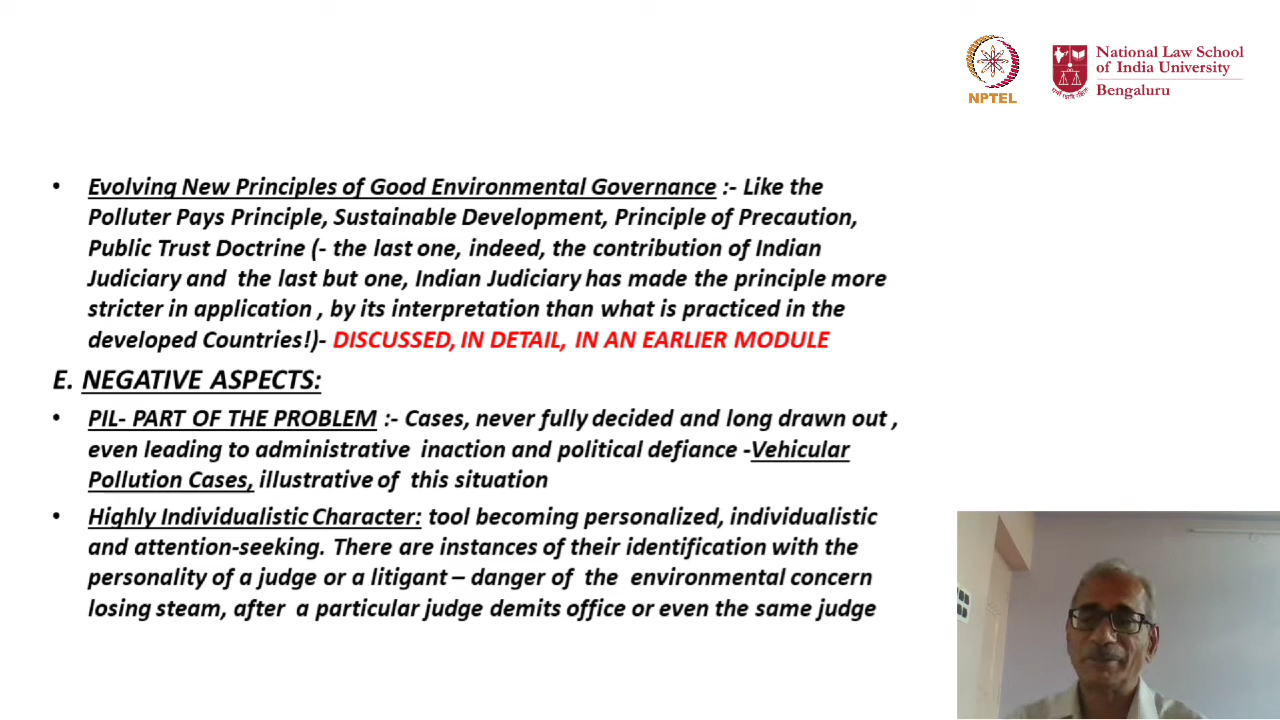 NPTEL
National Law School
of India University
Bengaluru
• Evolving New Principles of Good Environmental Governance :- Like the
Polluter Pays Principle, Sustainable Development, Principle of Precaution,
Public Trust Doctrine (- the last one, indeed, the contribution of Indian
Judiciary and the last but one, Indian Judiciary has made the principle more
stricter in application , by its interpretation than what is practiced in the
developed Countries!)- DISCUSSED, IN DETAIL, IN AN EARLIER MODULE
E. NEGATIVE ASPECTS:
• PIL- PART OF THE PROBLEM :- Cases, never fully decided and long drawn out ,
even leading to administrative inaction and political defiance -Vehicular
Pollution Cases, illustrative of this situation
• Highly Individualistic Character: tool becoming personalized, individualistic
and attention-seeking. There are instances of their identification with the
personality of a judge or a litigant – danger of the environmental concern
losing steam, after a particular judge demits office or even the same judge